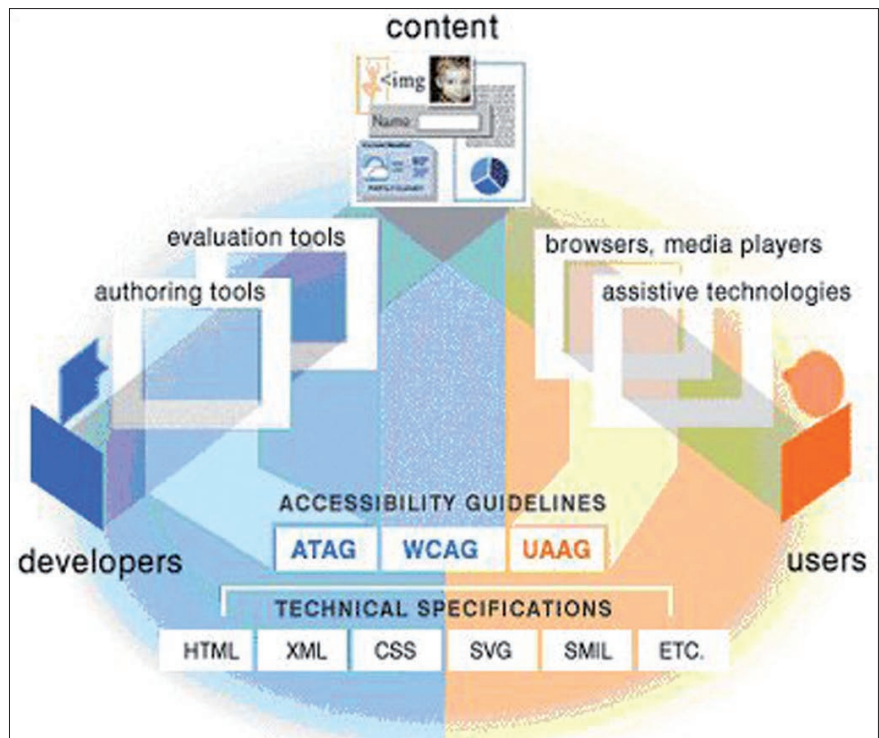 content
<img
Name
evaluation tools
authoring tools
browsers, media players
assistive technologies
developers
users
ACCESSIBILITY GUIDELINES
ATAG WCAG UAAG
TECHNICAL SPECIFICATIONS
HTML XML CSS SVG SMIL ETC.